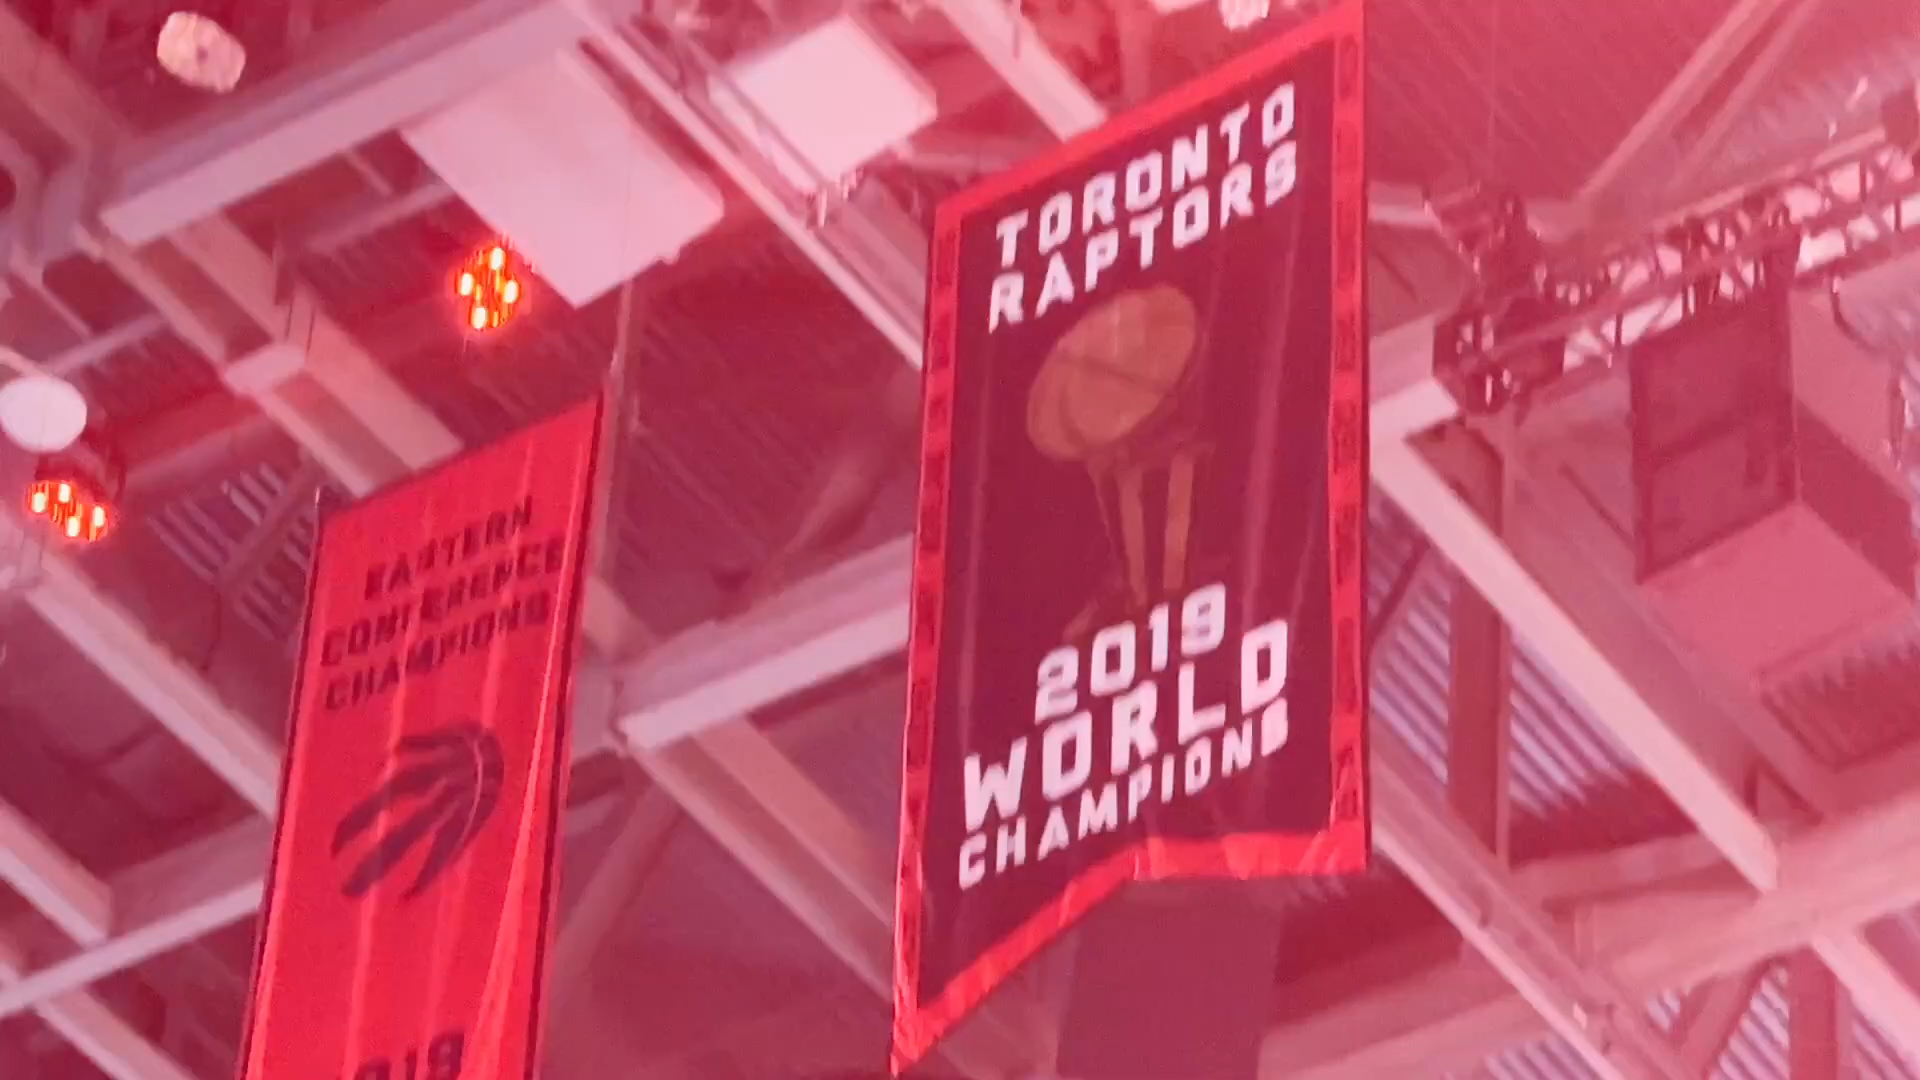 EASTERN
CONFERENCE
CHAMPIONS
TORONTO
RAPTORS
2019
WORLD
CHAMPIONS